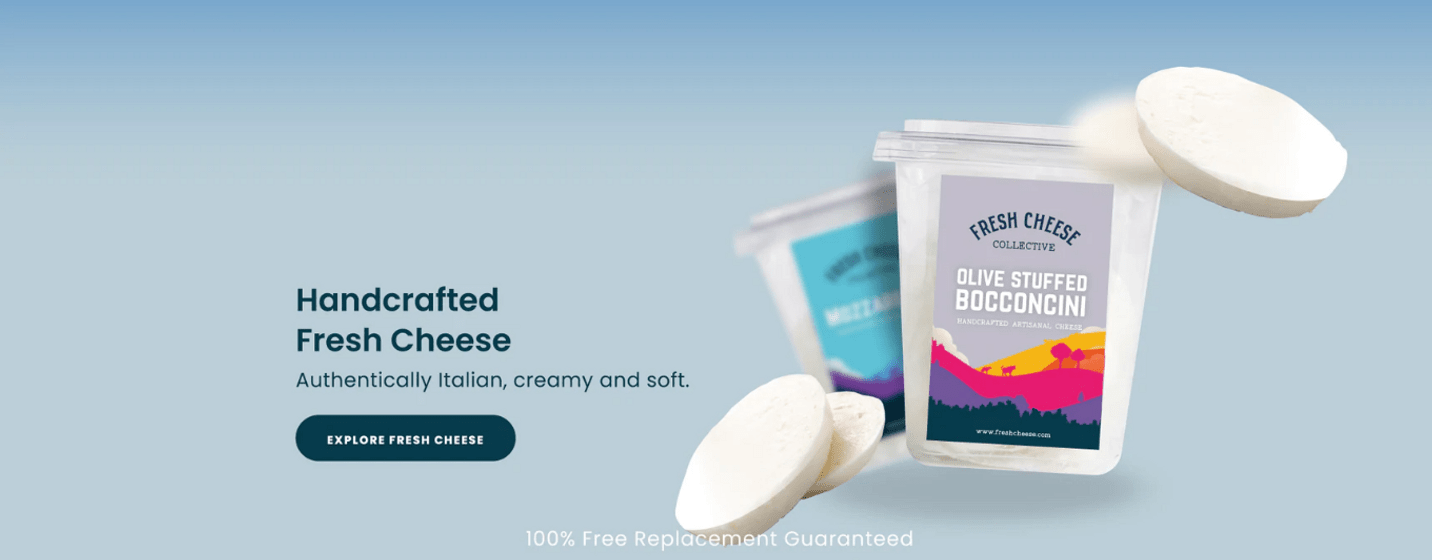 Handcrafted
Fresh Cheese
Authentically Italian, creamy and soft.
EXPLORE FRESH CHEESE
FRESH CHEESE
COLLECTIVE
OLIVE STUFFED
BOCCONCINI
HANDCRAFTED ARTISANAL CHEESE
www.freshcheese.com
FRESH
100% Free Replacement Guaranteed